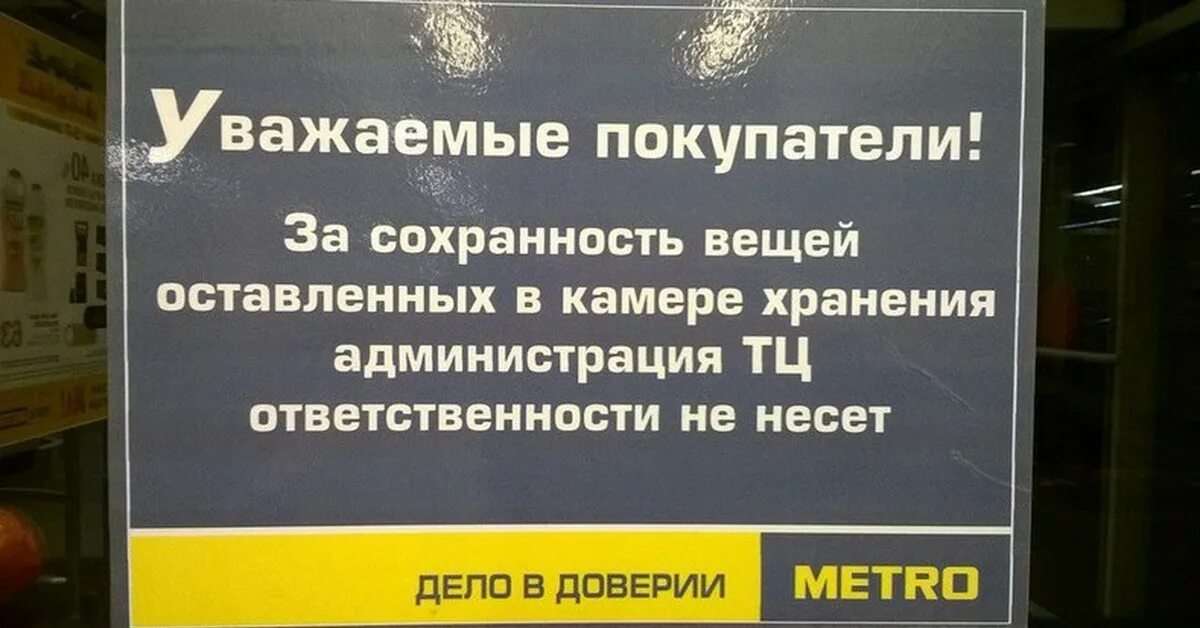 Уважаемые покупатели!
За сохранность вещей
оставленных в камере хранения
администрация ТЦ
ответственности не несет
ДЕЛО В ДОВЕРИИ METRO